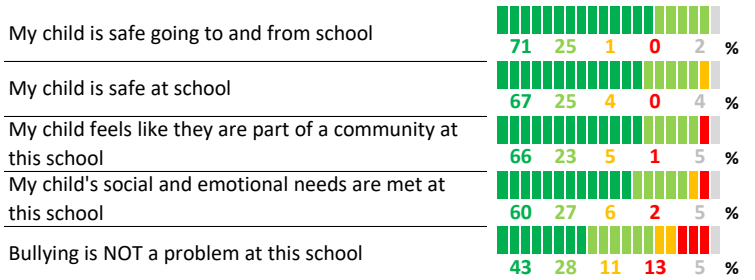 My child is safe going to and from school
71 25 1 0 2 %
My child is safe at school
67 25 4 0 4 %
My child feels like they are part of a community at
this school
66 23 5 1 5 %
My child's social and emotional needs are met at
this school
60 27 6 2 5 %
Bullying is NOT a problem at this school
43 28 11 13 5 %